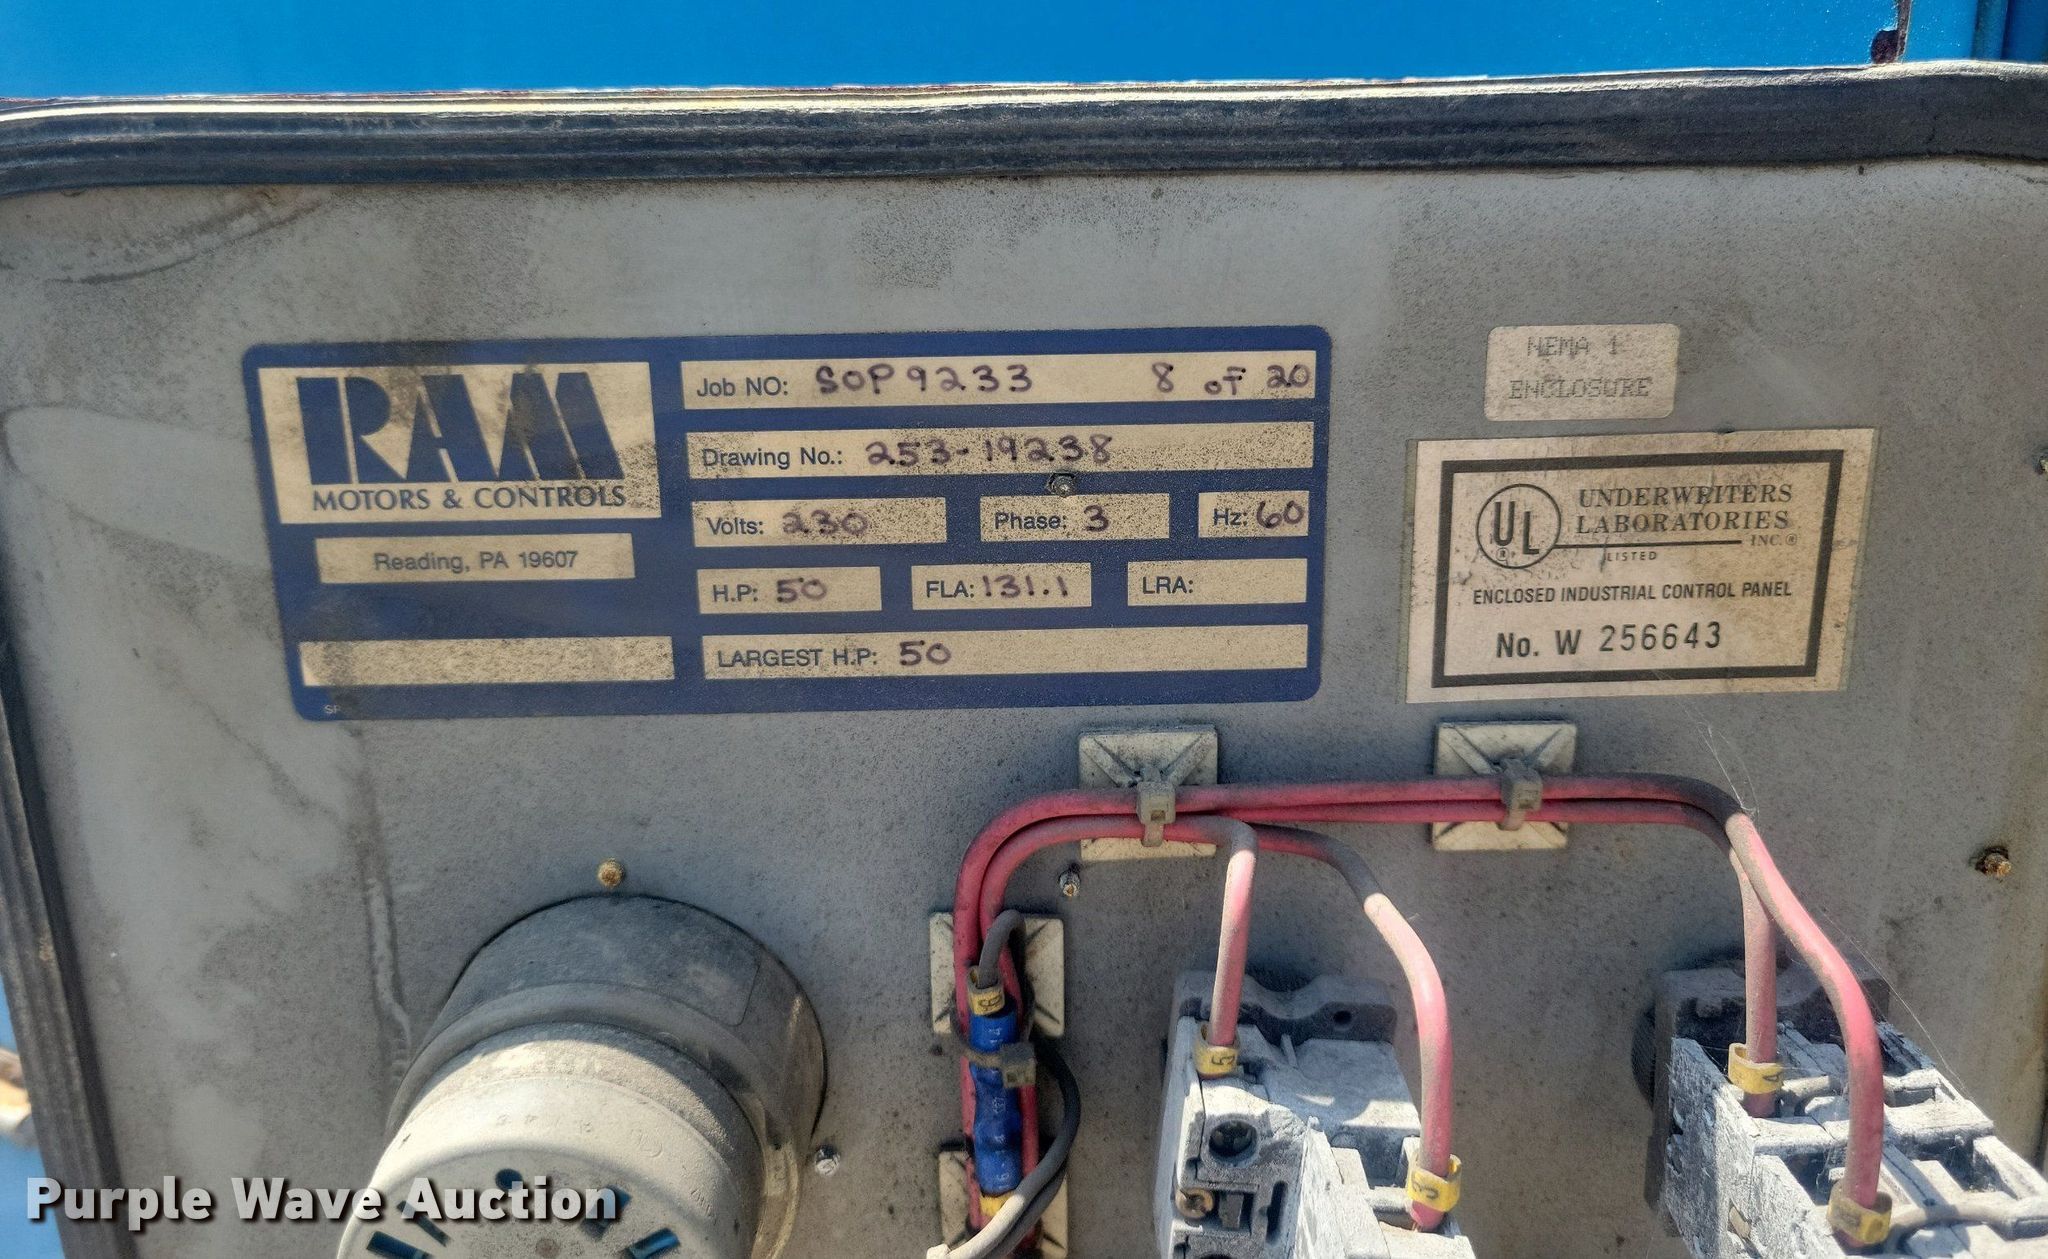 RAM
MOTORS & CONTROLS
Reading, PA 19607
Job NO: SOP9233 8 of 20
Drawing No.: 253-19238
Volts: 230 Phase: 3 Hz: 60
H.P: 50 FLA: 131.1 LRA:
LARGEST H.P: 50
NEMA 1
ENCLOSURE
UL
UNDERWRITERS
LABORATORIES
INC.®
LISTED
ENCLOSED INDUSTRIAL CONTROL PANEL
No. W 256643
5
4
Purple Wave Auction